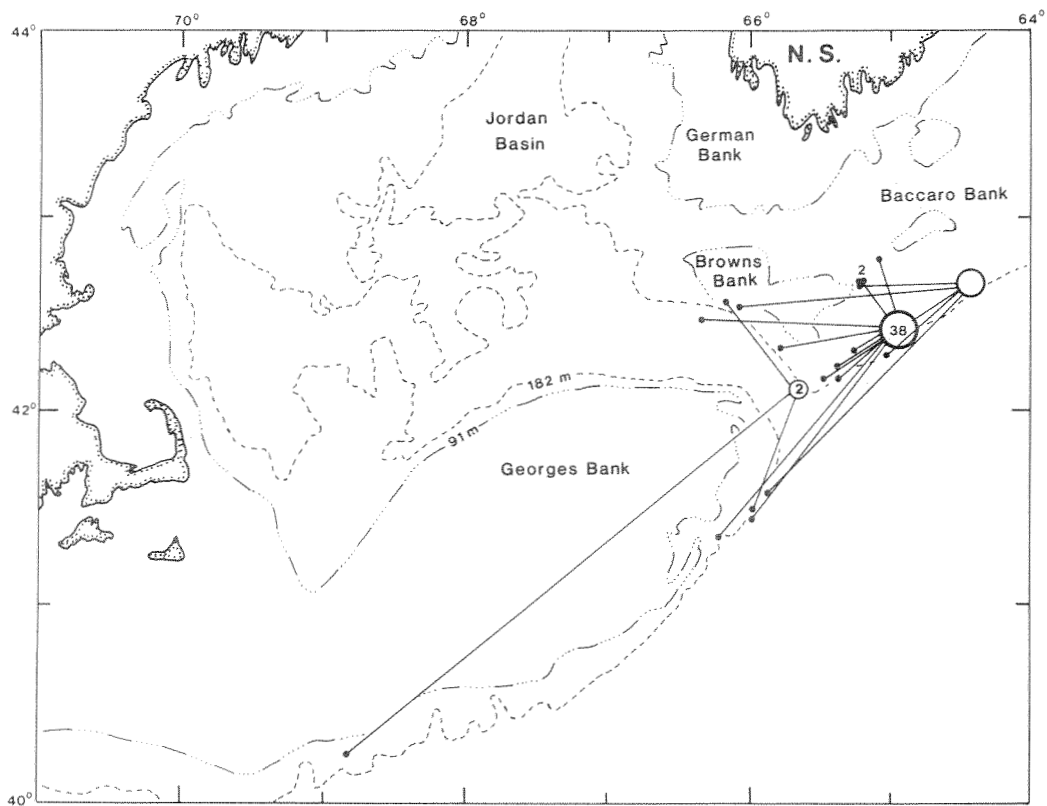 70° 68° 66° 64°
44°
N. S.
Jordan
Basin
German
Bank
Baccaro Bank
Browns
Bank
2
38
182 m
2
42°
91 m
Georges Bank
40°